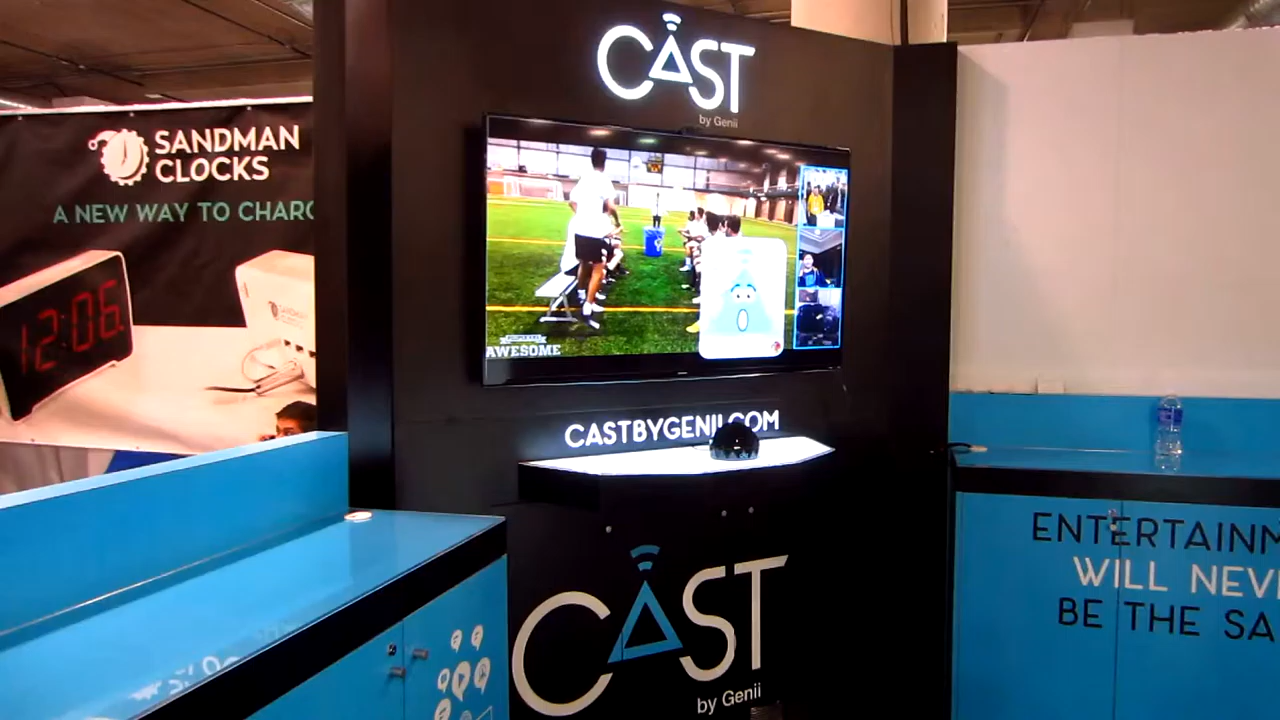 SANDMAN
CLOCKS
A NEW WAY TO CHARG
12:06
SANDMAN
CAST
by Genii
AWESOME
CASTBYGENII.COM
CAST
by Genii
ENTERTAINM
WILL NEVE
BE THE SA